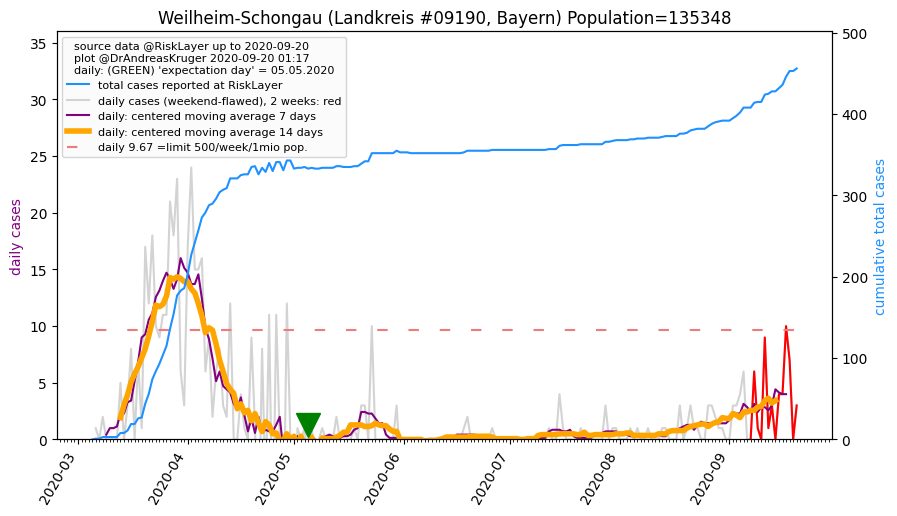 Weilheim-Schongau (Landkreis #09190, Bayern) Population=135348
source data @RiskLayer up to 2020-09-20
plot @DrAndreasKruger 2020-09-20 01:17
daily: (GREEN) 'expectation day' = 05.05.2020
total cases reported at RiskLayer
daily cases (weekend-flawed), 2 weeks: red
daily: centered moving average 7 days
daily: centered moving average 14 days
daily 9.67 =limit 500/week/1mio pop.
daily cases
35
30
25
20
15
10
5
0
cumulative total cases
500
400
300
200
100
0
2020-03
2020-04
2020-05
2020-06
2020-07
2020-08
2020-09